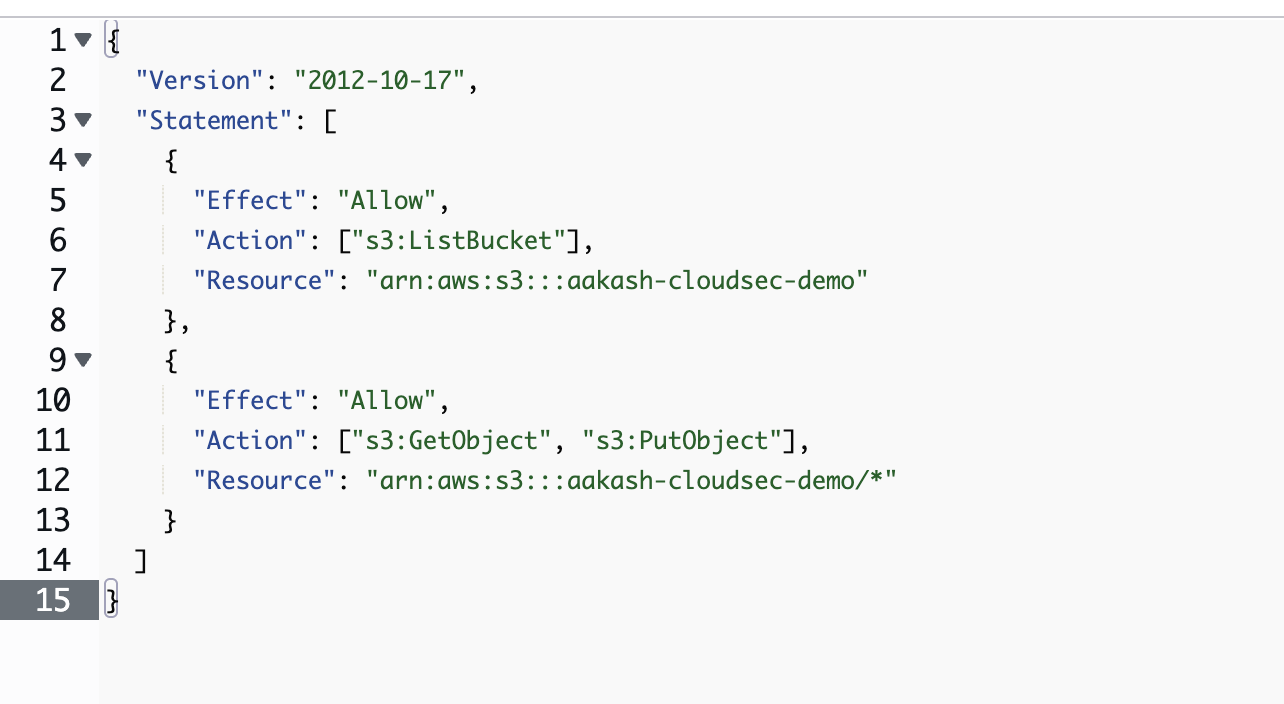 1 {
2 "Version": "2012-10-17",
3 "Statement": [
4 {
5 "Effect": "Allow",
6 "Action": ["s3:ListBucket"],
7 "Resource": "arn:aws:s3:::aakash-cloudsec-demo"
8 },
9 {
10 "Effect": "Allow",
11 "Action": ["s3:GetObject", "s3:PutObject"],
12 "Resource": "arn:aws:s3:::aakash-cloudsec-demo/*"
13 }
14 ]
15 }